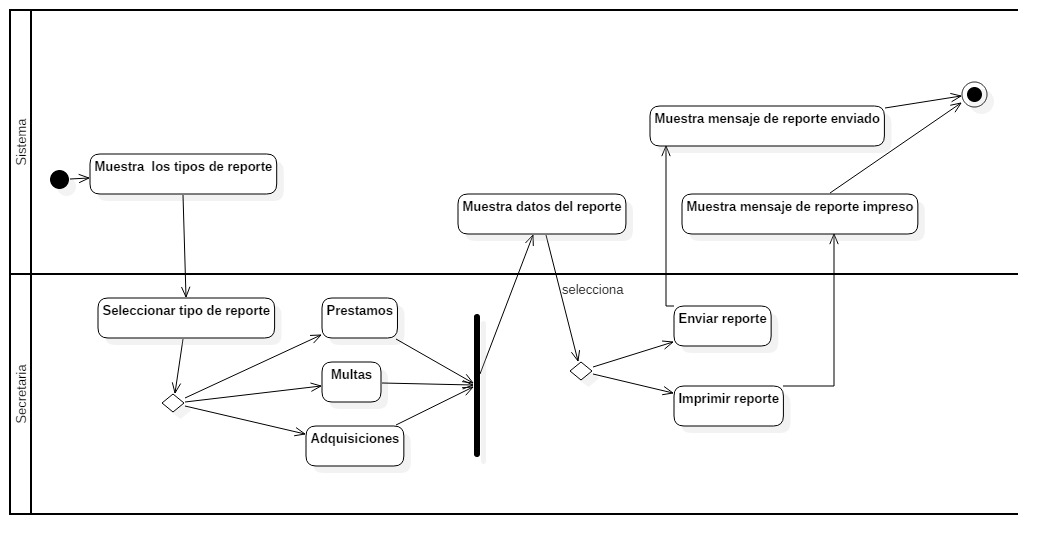 Sistema
Muestra  los tipos de reporte
Muestra datos del reporte
Muestra mensaje de reporte enviado
Muestra mensaje de reporte impreso
Secretaria
Seleccionar tipo de reporte
Prestamos
Multas
Adquisiciones
selecciona
Enviar reporte
Imprimir reporte